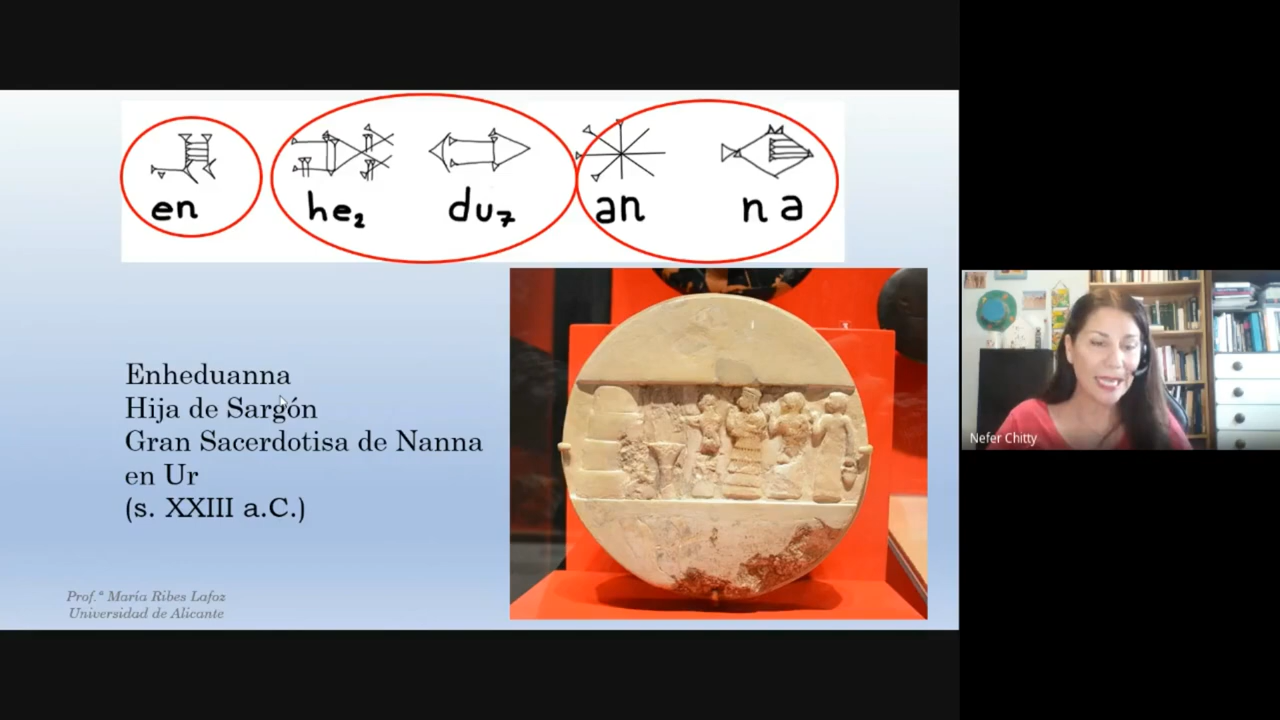 en he₂ du₇ an na
Enheduanna
Hija de Sargón
Gran Sacerdotisa de Nanna
en Ur
(s. XXIII a.C.)
Prof.ª María Ribes Lafoz
Universidad de Alicante
Nefer Chitty